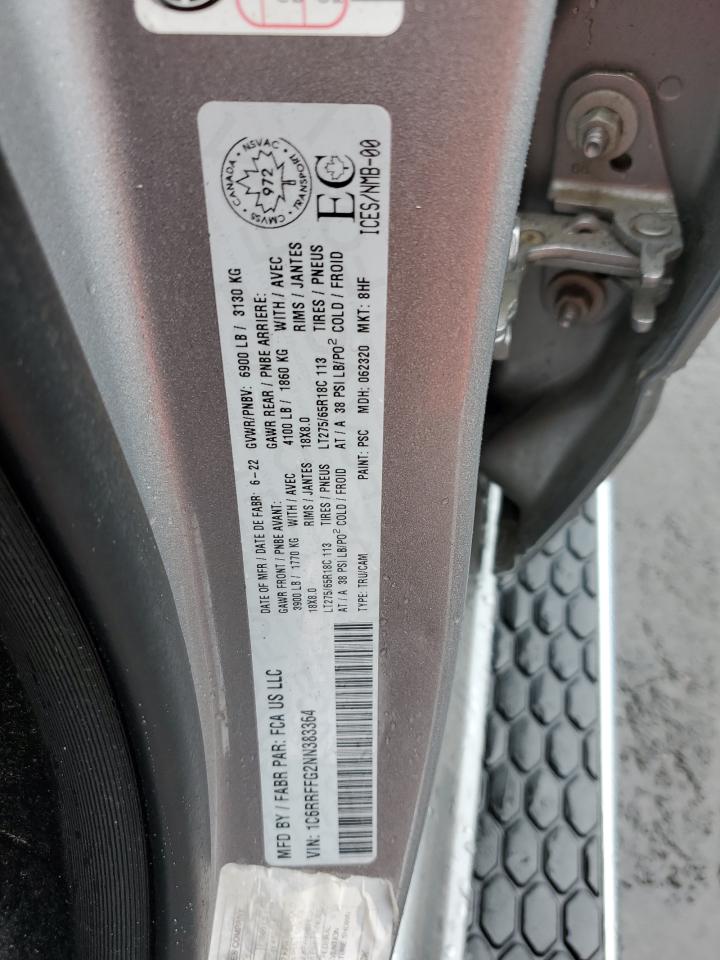 MFD BY / FABR PAR: FCA US LLC
DATE OF MFR / DATE DE FABR: 6-22
GVWR/PNBV: 6900 LB / 3130 KG
GAWR FRONT / PNBE AVANT:
3900 LB / 1770 KG WITH / AVEC
18X8.0 RIMS / JANTES
LT275/65R18C 113 TIRES / PNEUS
AT / A 38 PSI LB/PO² COLD / FROID
GAWR REAR / PNBE ARRIERE:
4100 LB / 1860 KG WITH / AVEC
18X8.0 RIMS / JANTES
LT275/65R18C 113 TIRES / PNEUS
AT / A 38 PSI LB/PO² COLD / FROID
VIN: 1C6RRFFG2NN383364
TYPE: TRU/CAM
PAINT: PSC MDH: 062320 MKT: 8HF
CANADA • NSVAC • TRANSPORT • CMVSS
972
EC
ICES/NMB-00
COMPANY